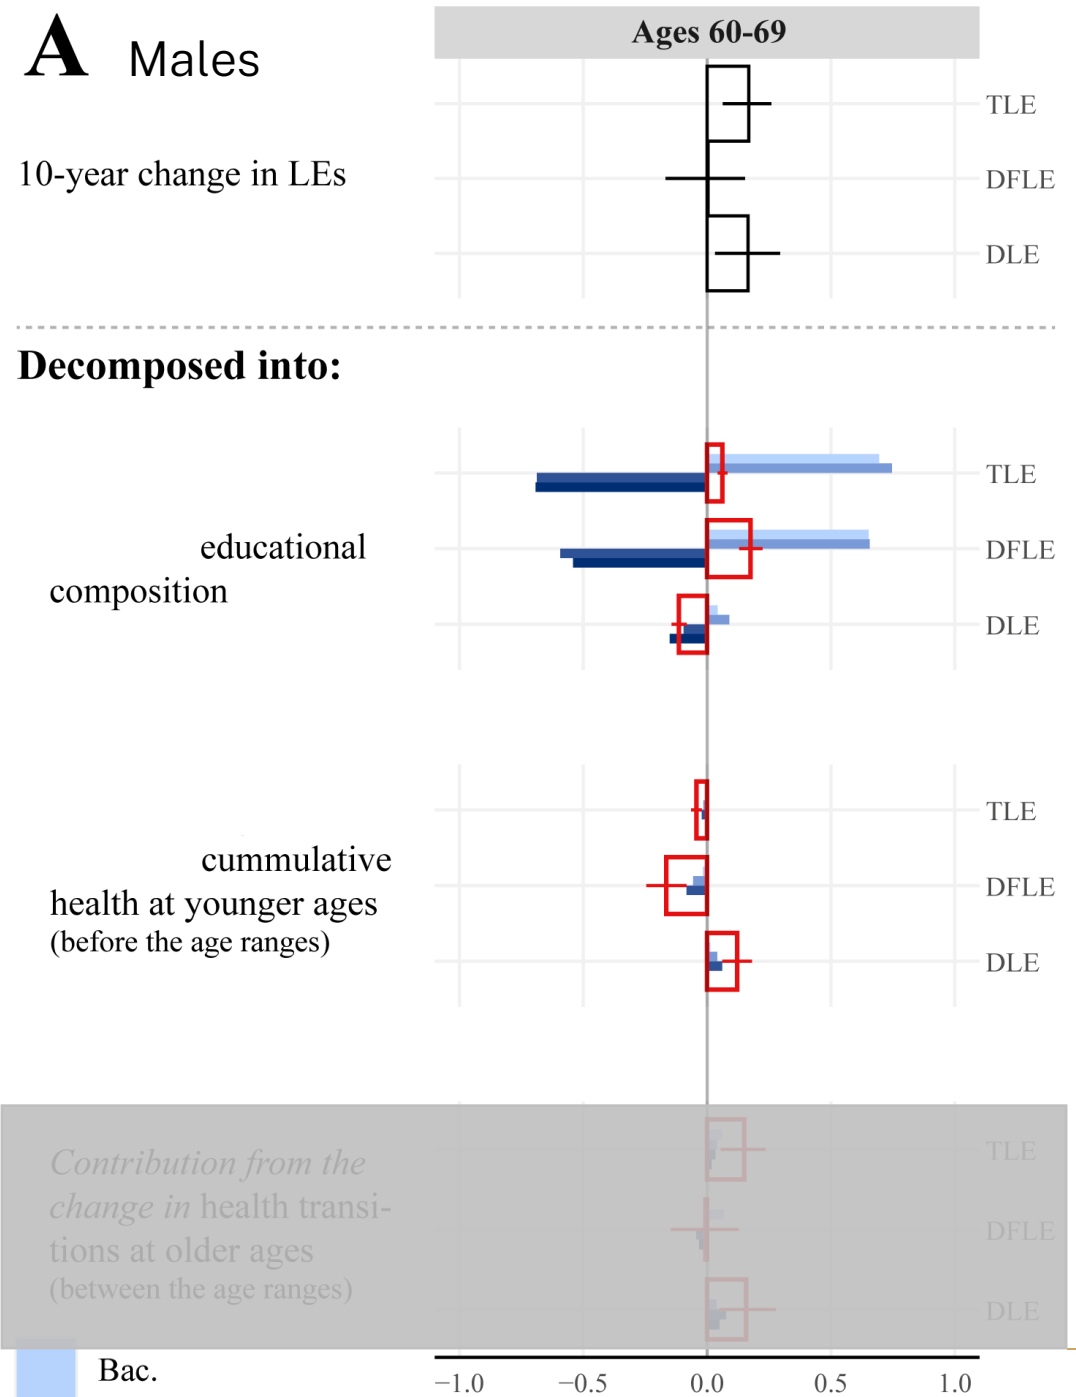 A Males
Ages 60-69
TLE
10-year change in LEs
DFLE
DLE
Decomposed into:
TLE
educational
composition
DFLE
DLE
TLE
cummulative
health at younger ages
(before the age ranges)
DFLE
DLE
Contribution from the
change in health transi-
tions at older ages
(between the age ranges)
TLE
DFLE
DLE
Bac.
−1.0 −0.5 0.0 0.5 1.0